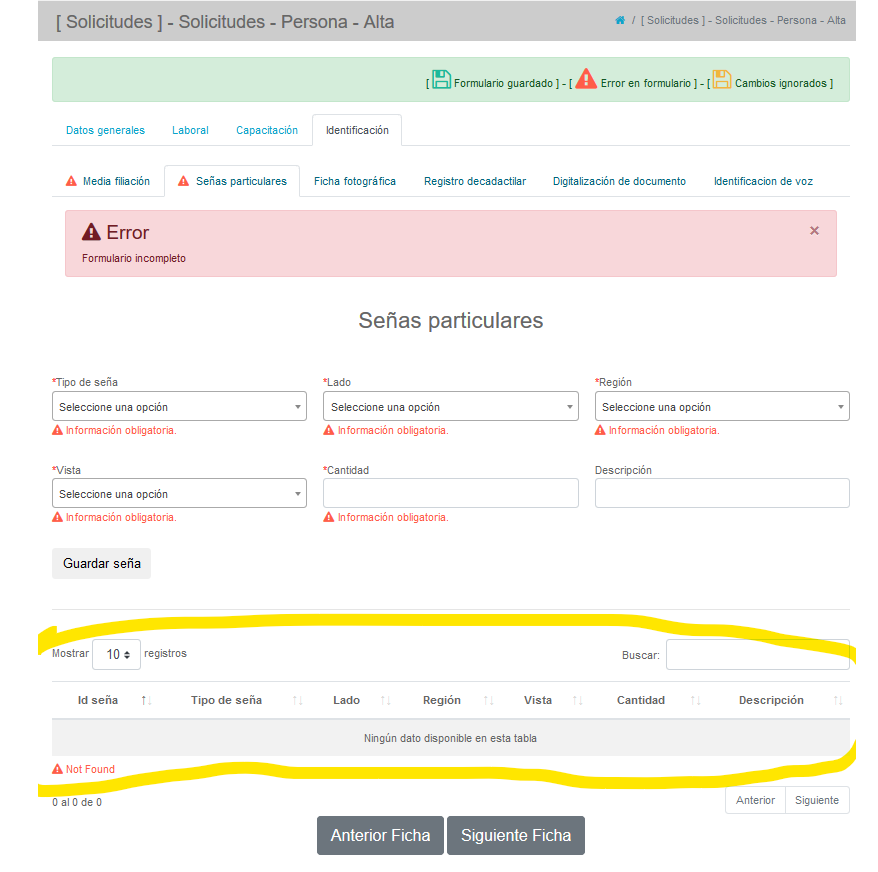 [ Solicitudes ] - Solicitudes - Persona - Alta
/ [ Solicitudes ] - Solicitudes - Persona - Alta
[ Formulario guardado ] - [ Error en formulario ] - [ Cambios ignorados ]
Datos generales Laboral Capacitación Identificación
Media filiación Señas particulares Ficha fotográfica Registro decadactilar Digitalización de documento Identificacion de voz
Error ×
Formulario incompleto
Señas particulares
*Tipo de seña *Lado *Región
Seleccione una opción Seleccione una opción Seleccione una opción
Información obligatoria. Información obligatoria. Información obligatoria.
*Vista *Cantidad Descripción
Seleccione una opción
Información obligatoria. Información obligatoria.
Guardar seña
Mostrar 10 registros Buscar:
Id seña Tipo de seña Lado Región Vista Cantidad Descripción
Ningún dato disponible en esta tabla
Not Found
0 al 0 de 0 Anterior Siguiente
Anterior Ficha Siguiente Ficha